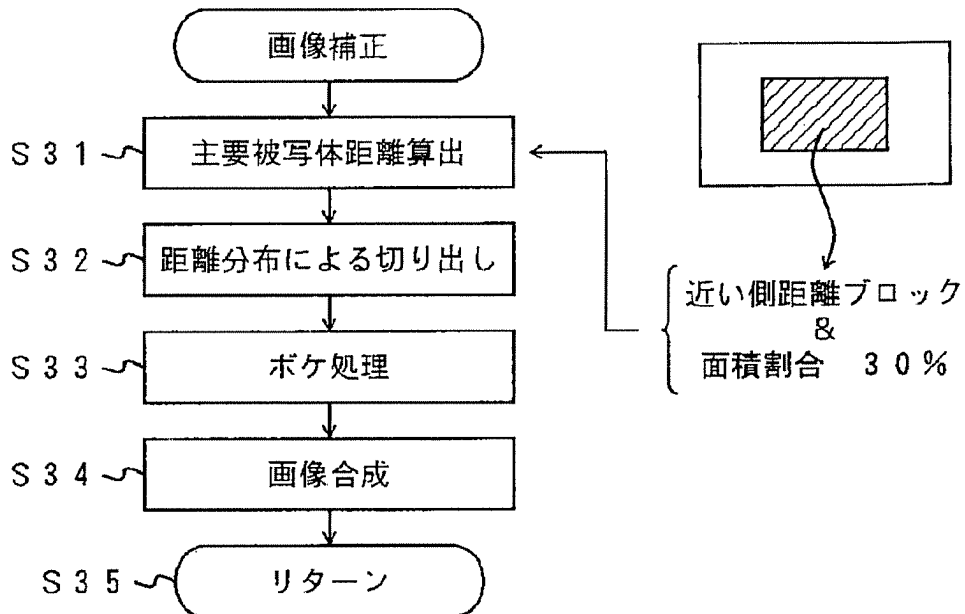 画像補正
S31 主要被写体距離算出
S32 距離分布による切り出し
S33 ボケ処理
S34 画像合成
S35 リターン
近い側距離ブロック
&
面積割合 30%